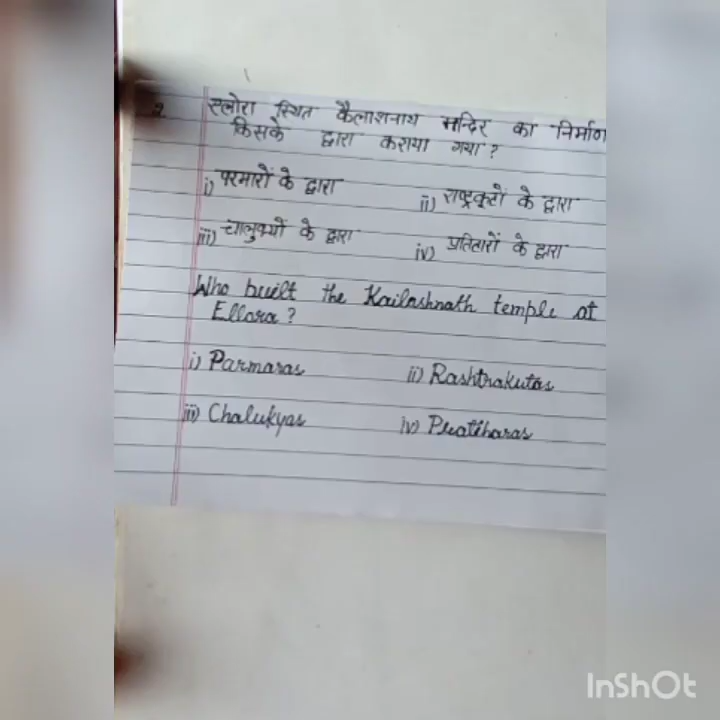 2. एलोरा स्थित कैलाशनाथ मन्दिर का निर्माण
किसके द्वारा कराया गया?
i) परमारों के द्वारा ii) राष्ट्रकूटों के द्वारा
iii) चालुक्यों के द्वारा iv) प्रतिहारों के द्वारा
Who built the Kailashnath temple at
Ellora?
i) Parmaras ii) Rashtrakutas
iii) Chalukyas iv) Pratiharas
InShOt